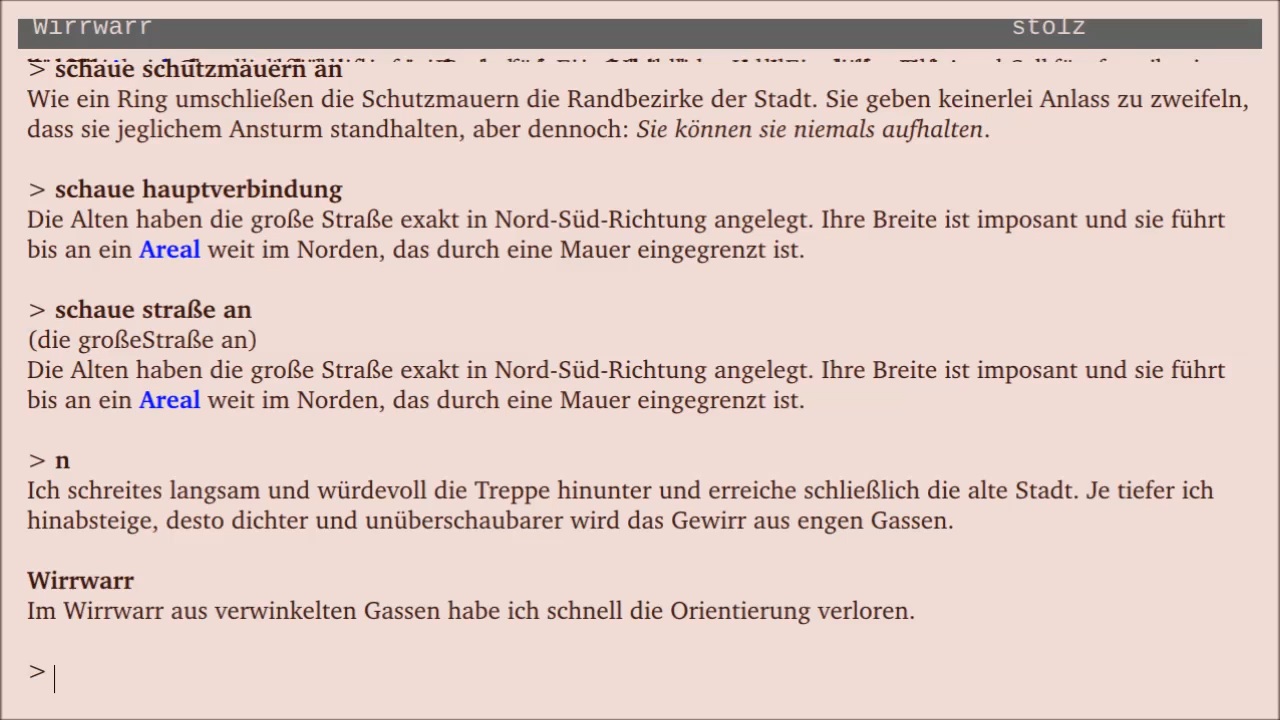 Wirrwarr stolz
> schaue schutzmauern an
Wie ein Ring umschließen die Schutzmauern die Randbezirke der Stadt. Sie geben keinerlei Anlass zu zweifeln,
dass sie jeglichem Ansturm standhalten, aber dennoch: Sie können sie niemals aufhalten.
> schaue hauptverbindung
Die Alten haben die große Straße exakt in Nord-Süd-Richtung angelegt. Ihre Breite ist imposant und sie führt
bis an ein Areal weit im Norden, das durch eine Mauer eingegrenzt ist.
> schaue straße an
(die großeStraße an)
Die Alten haben die große Straße exakt in Nord-Süd-Richtung angelegt. Ihre Breite ist imposant und sie führt
bis an ein Areal weit im Norden, das durch eine Mauer eingegrenzt ist.
> n
Ich schreites langsam und würdevoll die Treppe hinunter und erreiche schließlich die alte Stadt. Je tiefer ich
hinabsteige, desto dichter und unüberschaubarer wird das Gewirr aus engen Gassen.
Wirrwarr
Im Wirrwarr aus verwinkelten Gassen habe ich schnell die Orientierung verloren.
>